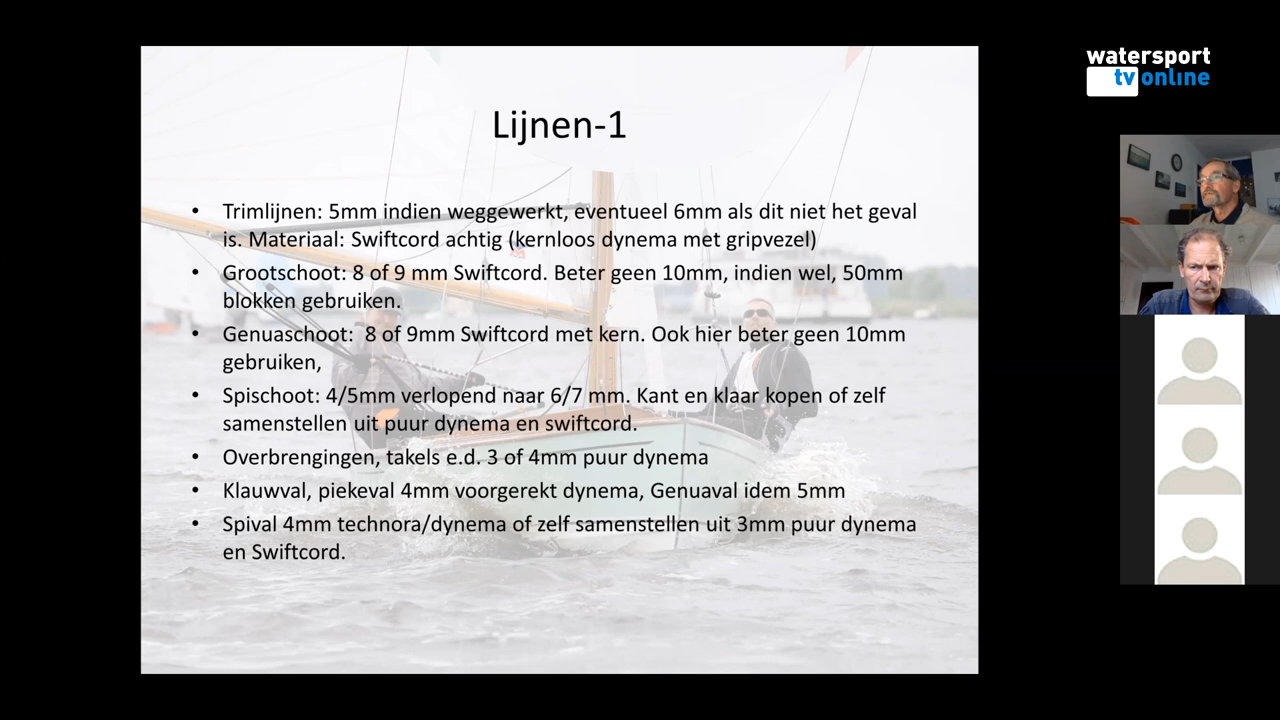 watersport
tv online
Lijnen-1
• Trimlijnen: 5mm indien weggewerkt, eventueel 6mm als dit niet het geval
is. Materiaal: Swiftcord achtig (kernloos dynema met gripvezel)
• Grootschoot: 8 of 9 mm Swiftcord. Beter geen 10mm, indien wel, 50mm
blokken gebruiken.
• Genuaschoot:  8 of 9mm Swiftcord met kern. Ook hier beter geen 10mm
gebruiken,
• Spischoot: 4/5mm verlopend naar 6/7 mm. Kant en klaar kopen of zelf
samenstellen uit puur dynema en swiftcord.
• Overbrengingen, takels e.d. 3 of 4mm puur dynema
• Klauwval, piekeval 4mm voorgerekt dynema, Genuaval idem 5mm
• Spival 4mm technora/dynema of zelf samenstellen uit 3mm puur dynema
en Swiftcord.